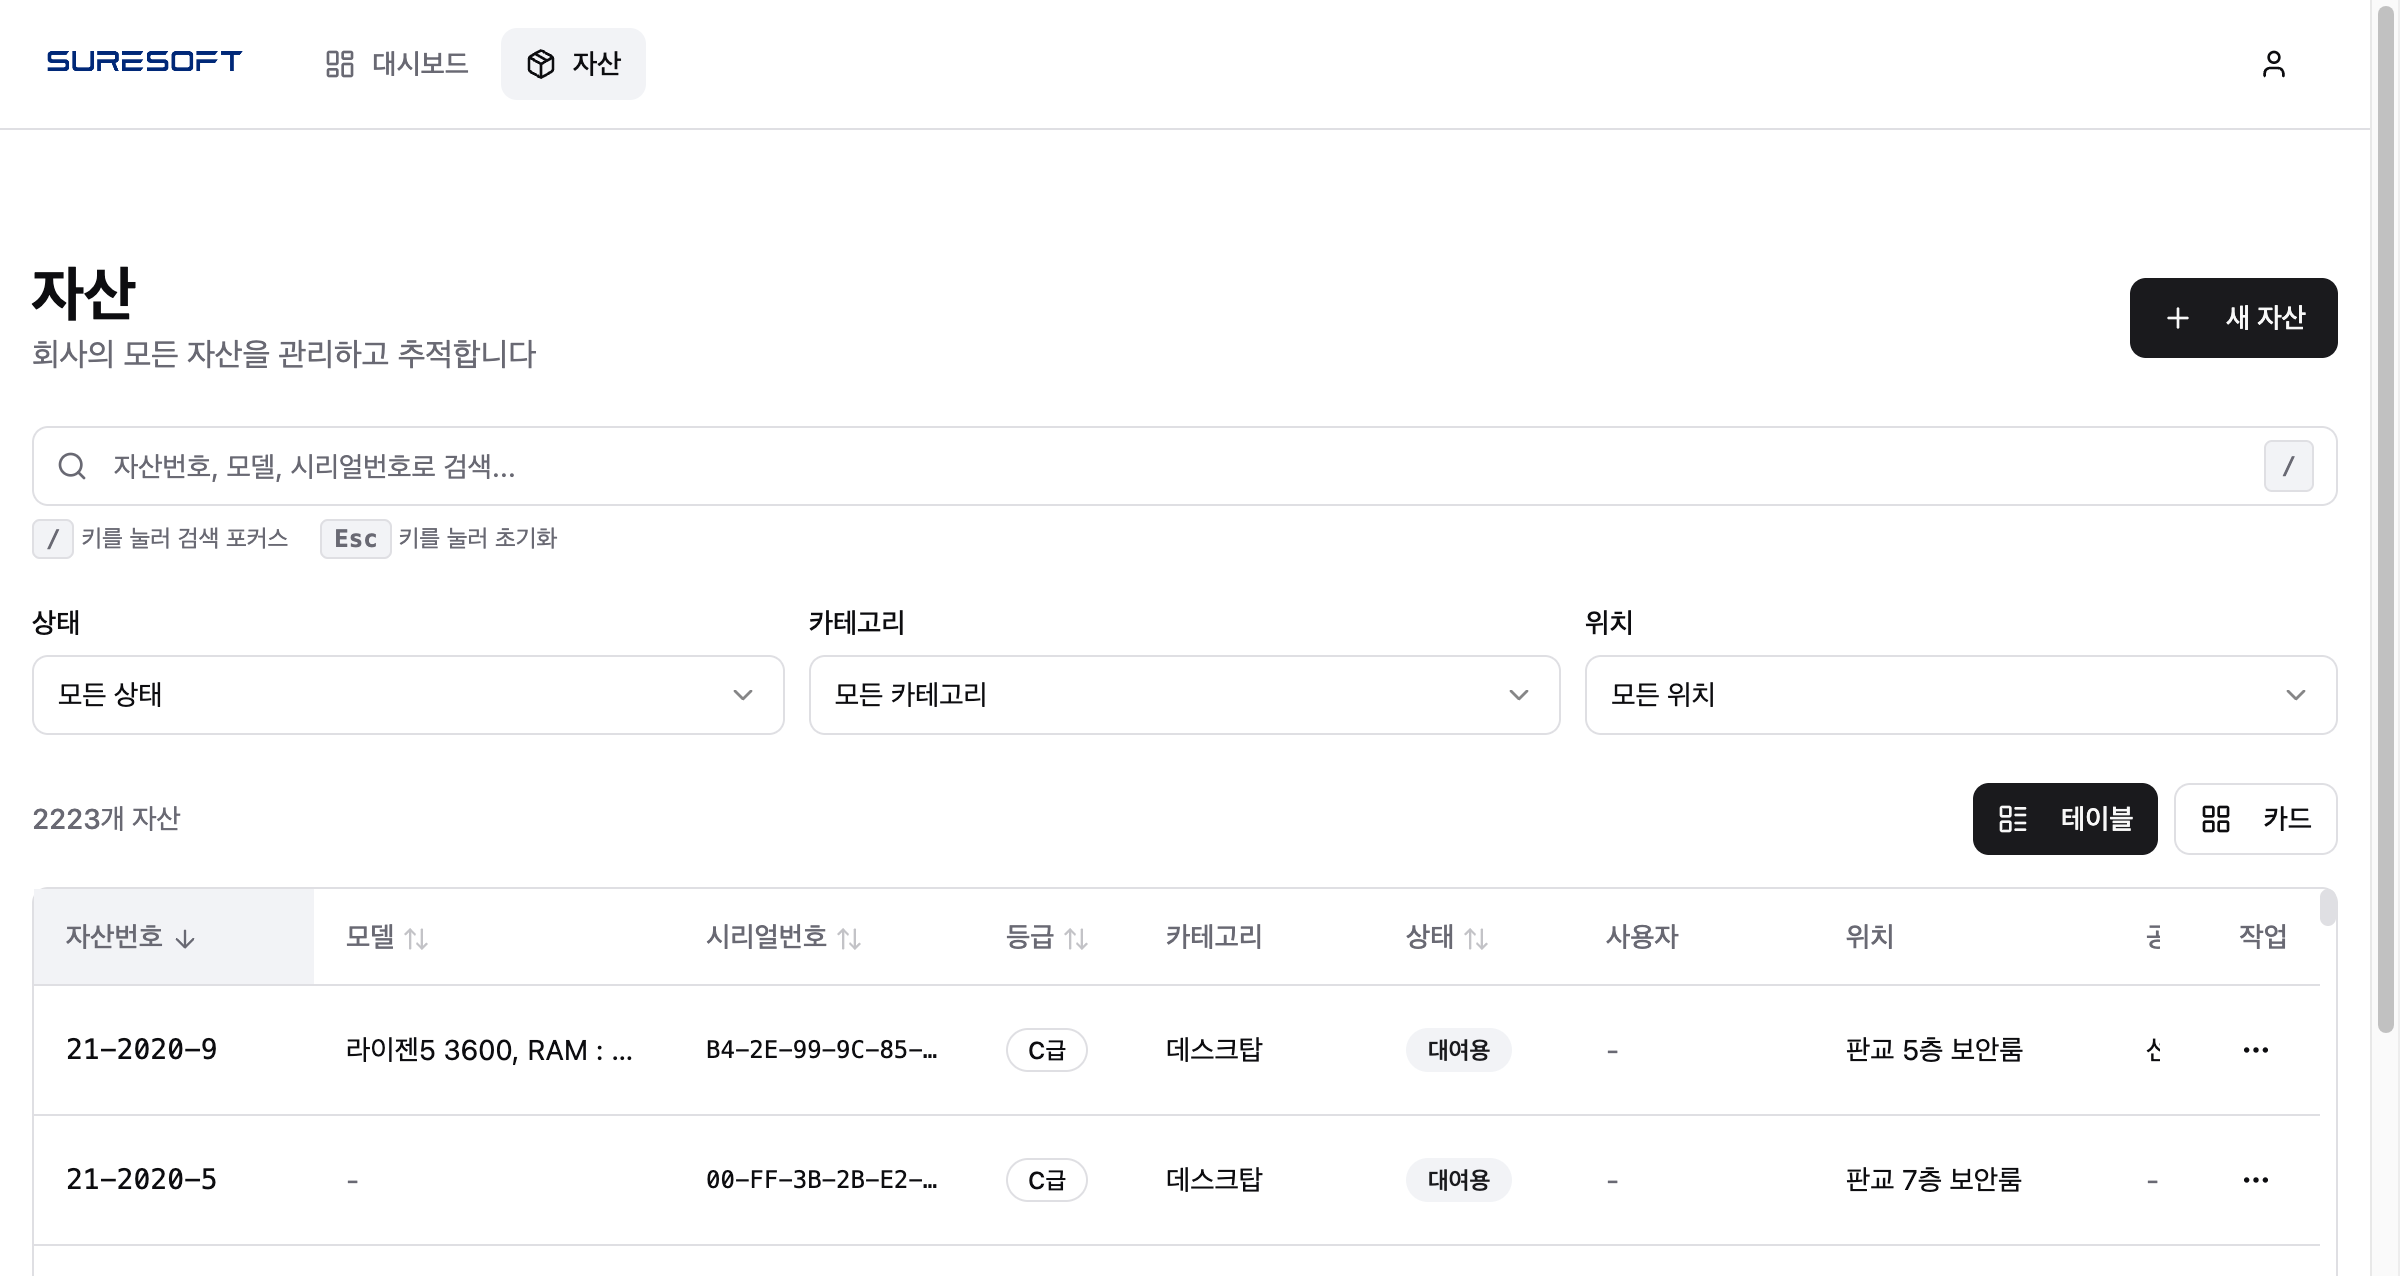 SURESOFT 대시보드 자산
자산
회사의 모든 자산을 관리하고 추적합니다
+ 새 자산
자산번호, 모델, 시리얼번호로 검색... /
/ 키를 눌러 검색 포커스 Esc 키를 눌러 초기화
상태 카테고리 위치
모든 상태 모든 카테고리 모든 위치
2223개 자산 테이블 카드
자산번호 모델 시리얼번호 등급 카테고리 상태 사용자 위치 작업
21-2020-9 라이젠5 3600, RAM : ... B4-2E-99-9C-85-... C급 데스크탑 대여용 - 판교 5층 보안룸
21-2020-5 - 00-FF-3B-2B-E2-... C급 데스크탑 대여용 - 판교 7층 보안룸 -